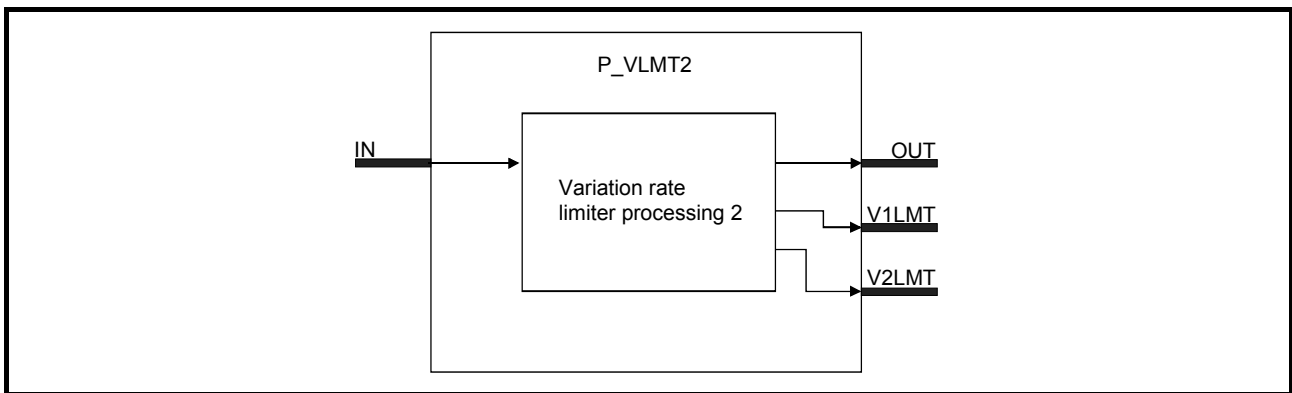 P_VLMT2
IN
OUT
Variation rate
limiter processing 2
V1LMT
V2LMT